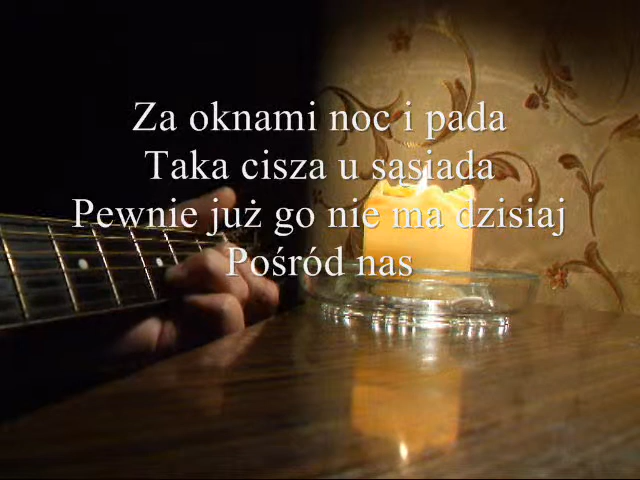 Za oknami noc i pada
Taka cisza u sąsiada
Pewnie już go nie ma dzisiaj
Pośród nas